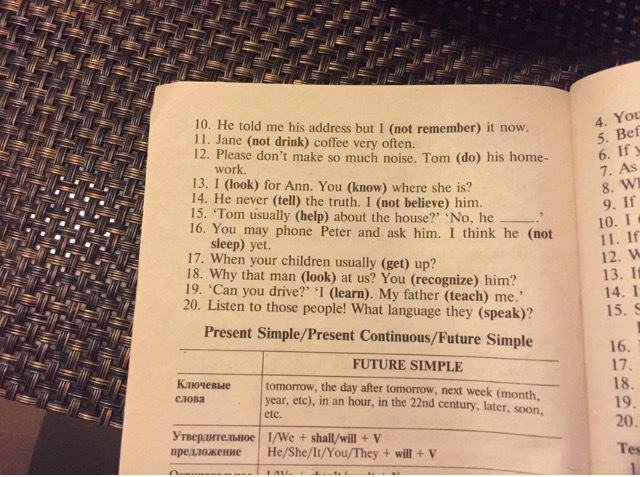 10. He told me his address but I (not remember) it now.
11. Jane (not drink) coffee very often.
12. Please don't make so much noise. Tom (do) his home-
work.
13. I (look) for Ann. You (know) where she is?
14. He never (tell) the truth. I (not believe) him.
15. ‘Tom usually (help) about the house?’ ‘No, he _____.’
16. You may phone Peter and ask him. I think he (not
sleep) yet.
17. When your children usually (get) up?
18. Why that man (look) at us? You (recognize) him?
19. ‘Can you drive?’ ‘I (learn). My father (teach) me.’
20. Listen to those people! What language they (speak)?
Present Simple/Present Continuous/Future Simple
FUTURE SIMPLE
Ключевые
слова
tomorrow, the day after tomorrow, next week (month,
year, etc), in an hour, in the 22nd century, later, soon,
etc.
Утвердительное
предложение
I/We + shall/will + V
He/She/It/You/They + will + V
4. You
5.
6. If
7. As
8.
9. If
10. I
11. If
12.
13.
14.
15.
16.
17.
18.
19.
20.